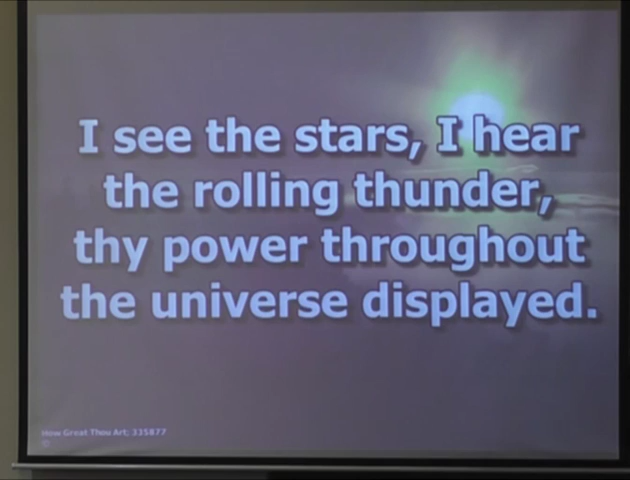 I see the stars, I hear
the rolling thunder,
thy power throughout
the universe displayed.
How Great Thou Art; 335877
©